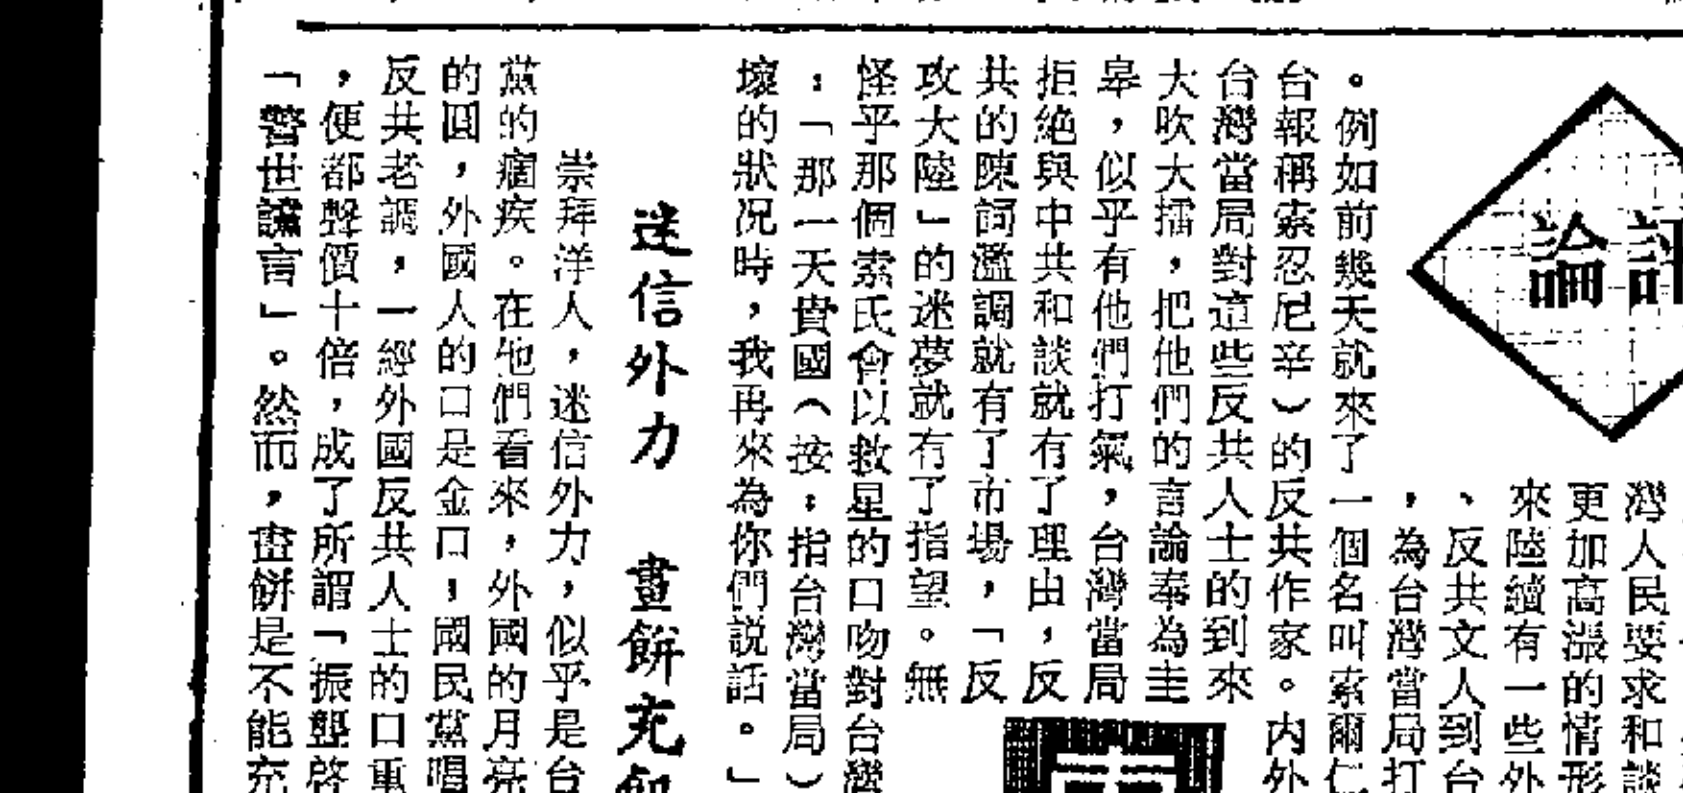 評論
灣人民要求和談
更加高漲的情形
來陸續有一些外
、反共文人到台
，為台灣當局打
。例如前幾天就來了一個名叫索爾仁
台報稱索忍尼辛）的反共作家。內外
台灣當局對這些反共人士的到來
大吹大擂，把他們的言論奉為圭
皋，似乎有他們打氣，台灣當局
拒絕與中共和談就有了理由，反
共的陳詞濫調就有了市場，「反
攻大陸」的迷夢就有了指望。無
怪乎那個索氏會以救星的口吻對台灣
：「那一天貴國（按：指台灣當局）
壞的狀況時，我再來為你們說話。」
迷信外力　畫餅充飢
崇拜洋人，迷信外力，似乎是台
黨的痼疾。在他們看來，外國的月亮
的圓，外國人的口是金口，國民黨唱
反共老調，一經外國反共人士的口重
，便都聲價十倍，成了所謂「振聾啓
「警世讜言」。然而，畫餅是不能充